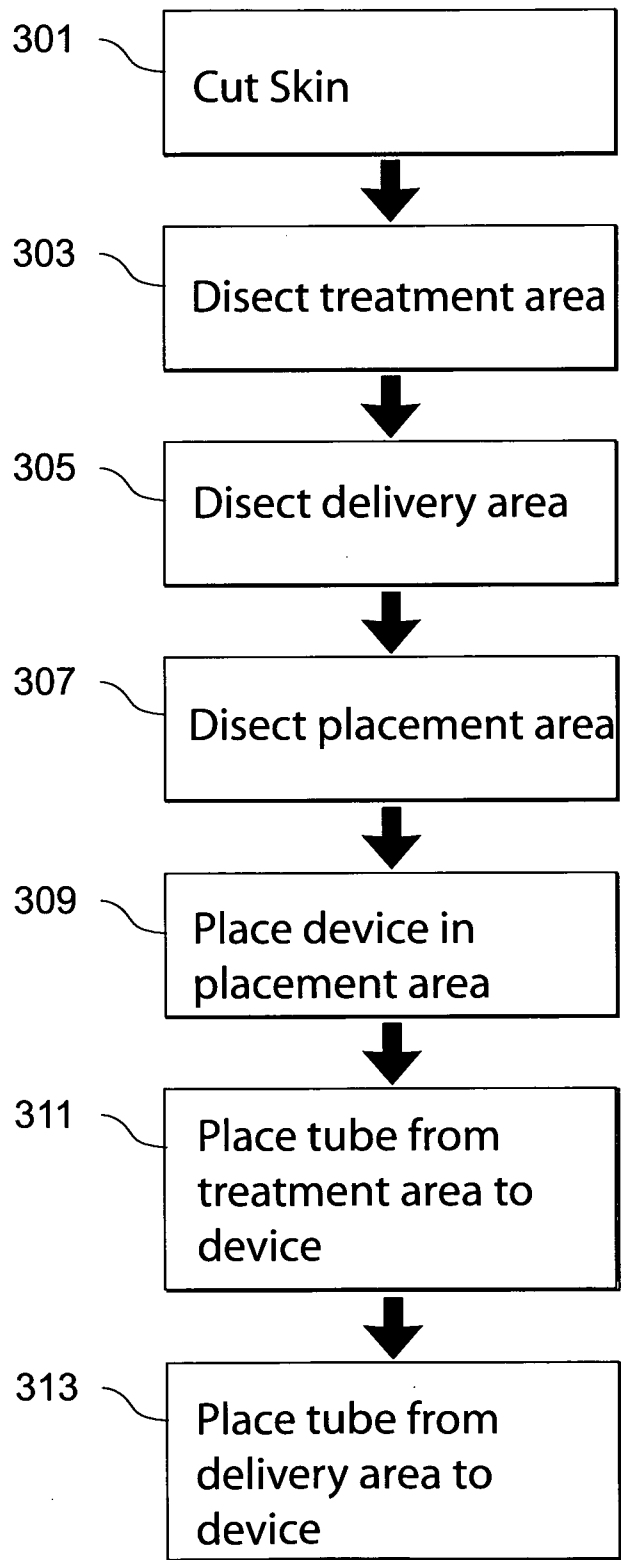 301
Cut Skin
303
Disect treatment area
305
Disect delivery area
307
Disect placement area
309
Place device in
placement area
311
Place tube from
treatment area to
device
313
Place tube from
delivery area to
device